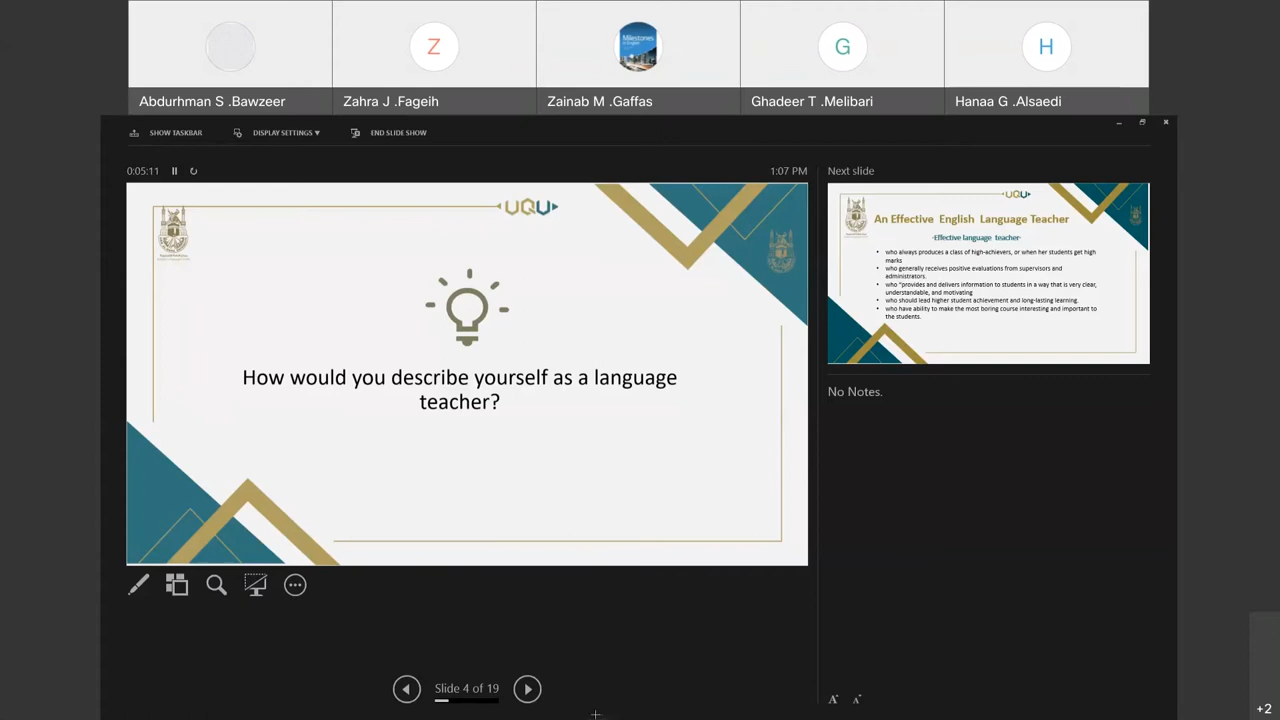 Z
Milestones
G
H
Abdurhman S .Bawzeer
Zahra J .Fageih
Zainab M .Gaffas
Ghadeer T .Melibari
Hanaa G .Alsaedi
SHOW TASKBAR
DISPLAY SETTINGS ▾
END SLIDE SHOW
0:05:11
1:07 PM
Next slide
UQU
How would you describe yourself as a language
teacher?
UQU
An Effective English Language Teacher
-Effective language teacher-
• who always produces a class of high-achievers, or when her students get high
marks
• who generally receives positive evaluations from supervisors and
administrators.
• who "provides and delivers information to students in a way that is very clear,
understandable, and motivating
• who should lead higher student achievement and long-lasting learning.
• who have ability to make the most boring course interesting and important to
the students.
No Notes.
Slide 4 of 19
A
A
+2